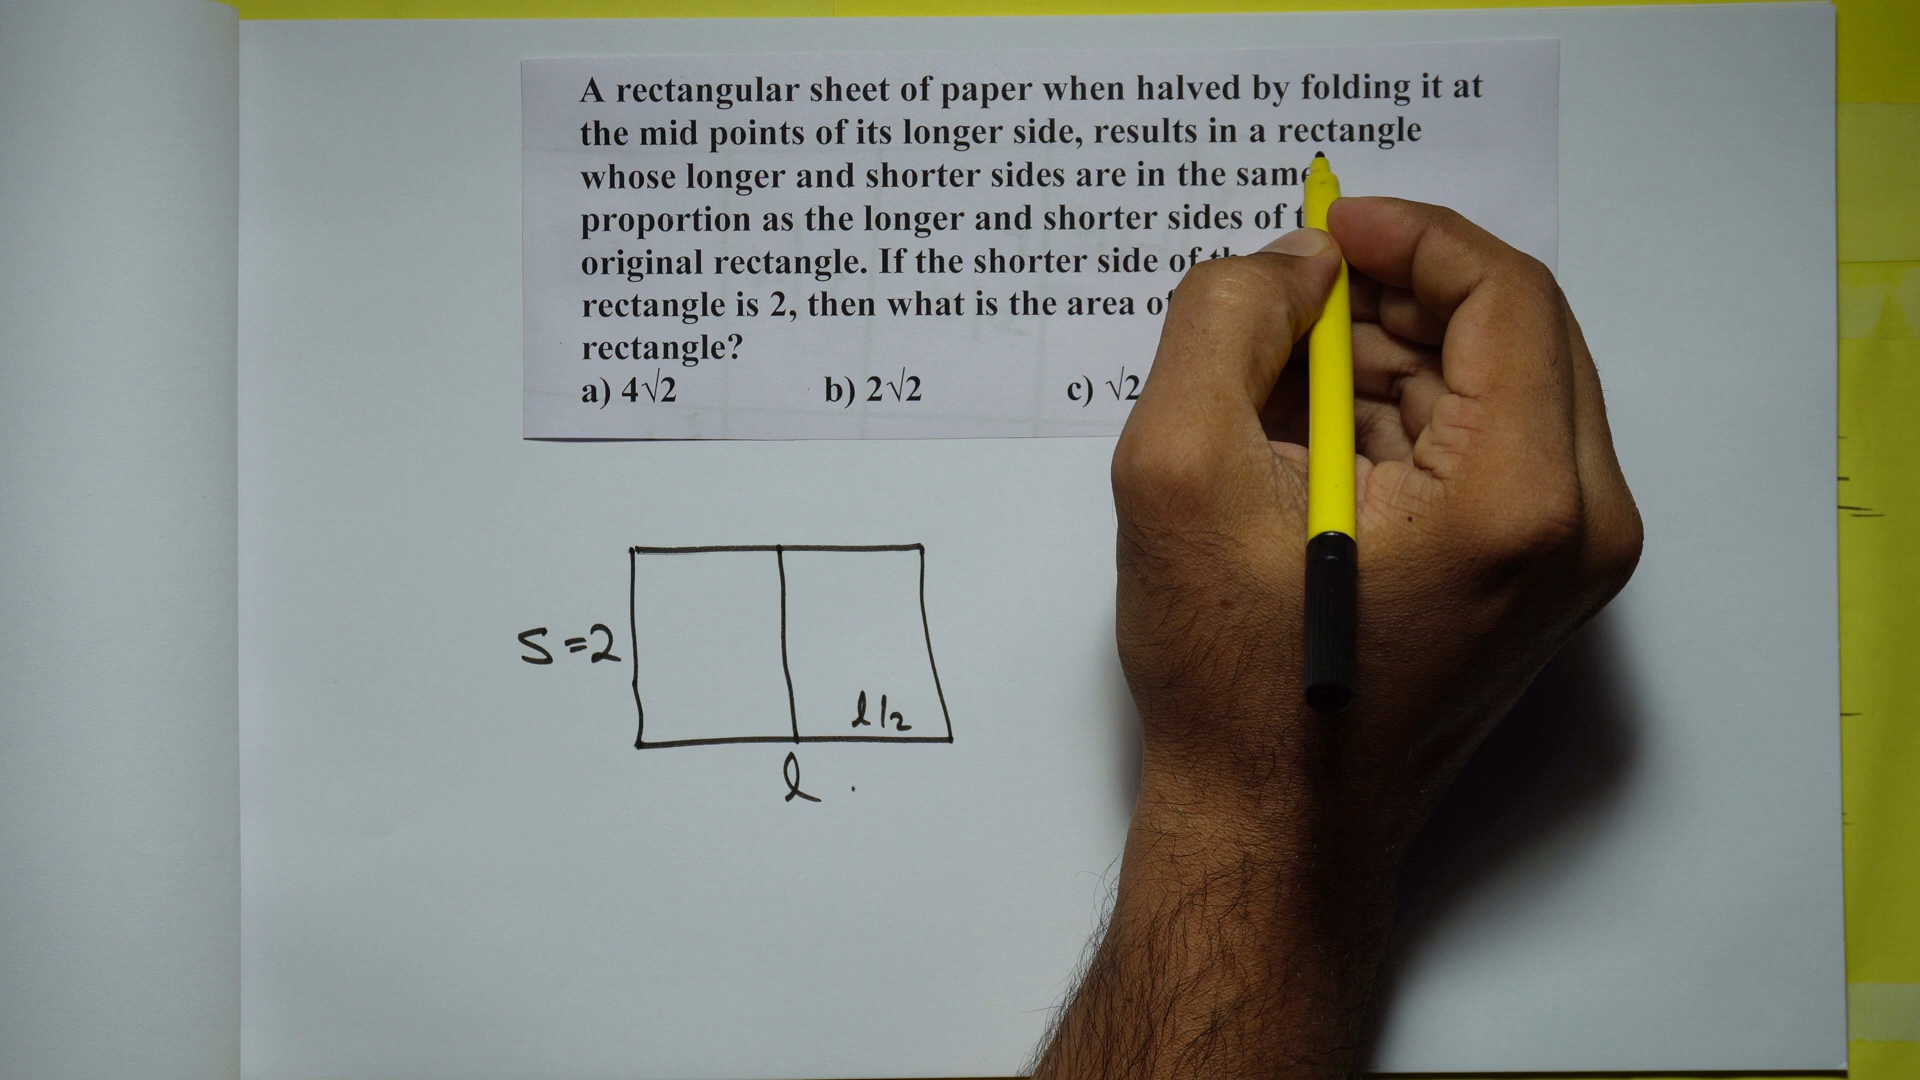 A rectangular sheet of paper when halved by folding it at
the mid points of its longer side, results in a rectangle
whose longer and shorter sides are in the same
proportion as the longer and shorter sides of
original rectangle. If the shorter side of
rectangle is 2, then what is the area of
rectangle?
a) 4√2 b) 2√2 c) √2
S=2
l/2
l